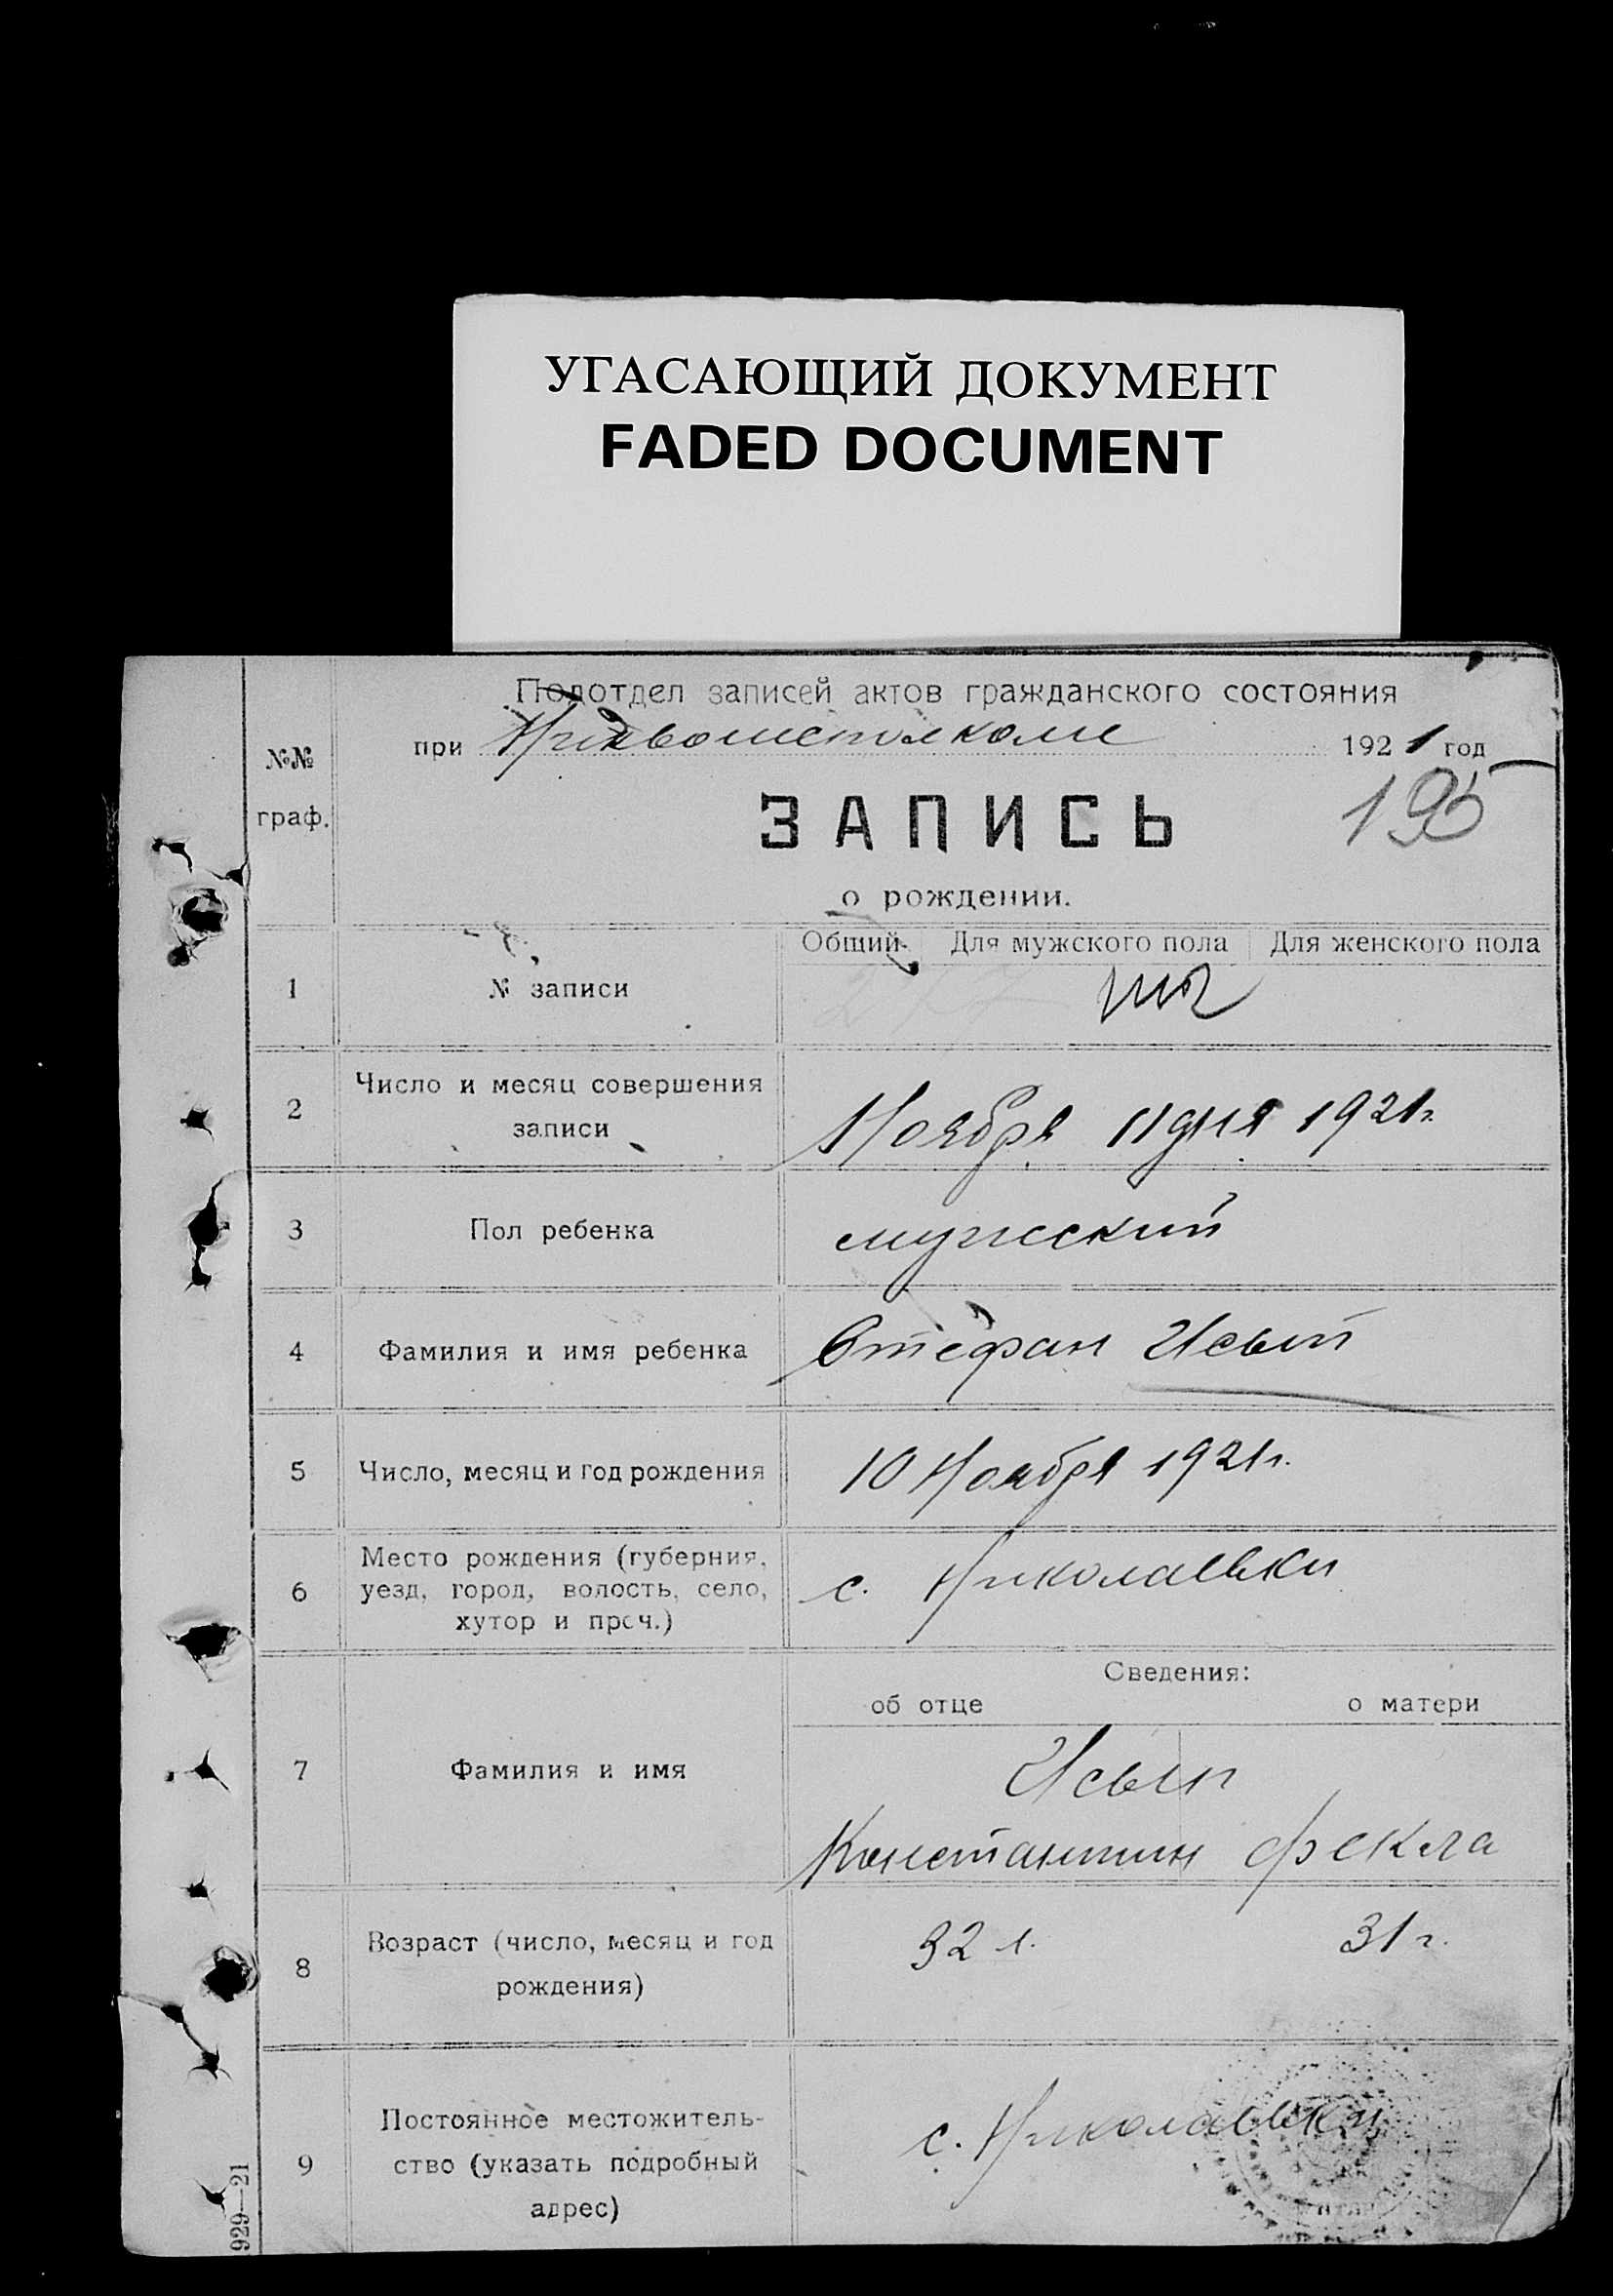 УГАСАЮЩИЙ ДОКУМЕНТ
FADED DOCUMENT
Подотдел записей актов гражданского состояния
при 1921 год
№№ граф.
195
ЗАПИСЬ
о рождении.
Общий Для мужского пола Для женского пола
1 № записи
2 Число и месяц совершения
записи
Ноября 11 дня 1921 г.
3 Пол ребенка мужеский
4 Фамилия и имя ребенка Стефан
5 Число, месяц и год рождения 10 Ноября 1921 г.
6 Место рождения (губерния,
уезд, город, волость, село,
хутор и проч.)
с. Николаевки
Сведения:
об отце о матери
7 Фамилия и имя
Константин Фекла
8 Возраст (число, месяц и год
рождения)
32 л. 31 г.
9 Постоянное местожитель-
ство (указать подробный
адрес)
с. Николаевки
929—21